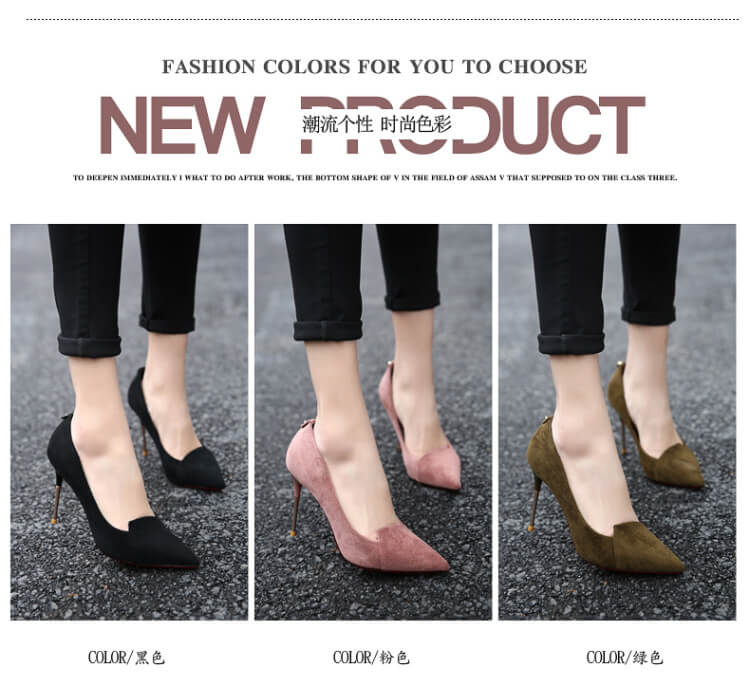 FASHION COLORS FOR YOU TO CHOOSE
NEW PRODUCT
潮流个性 时尚色彩
TO DEEPEN IMMEDIATELY I WHAT TO DO AFTER WORK, THE BOTTOM SHAPE OF V IN THE FIELD OF ASSAM V THAT SUPPOSED TO ON THE CLASS THREE.
COLOR/黑色 COLOR/粉色 COLOR/绿色